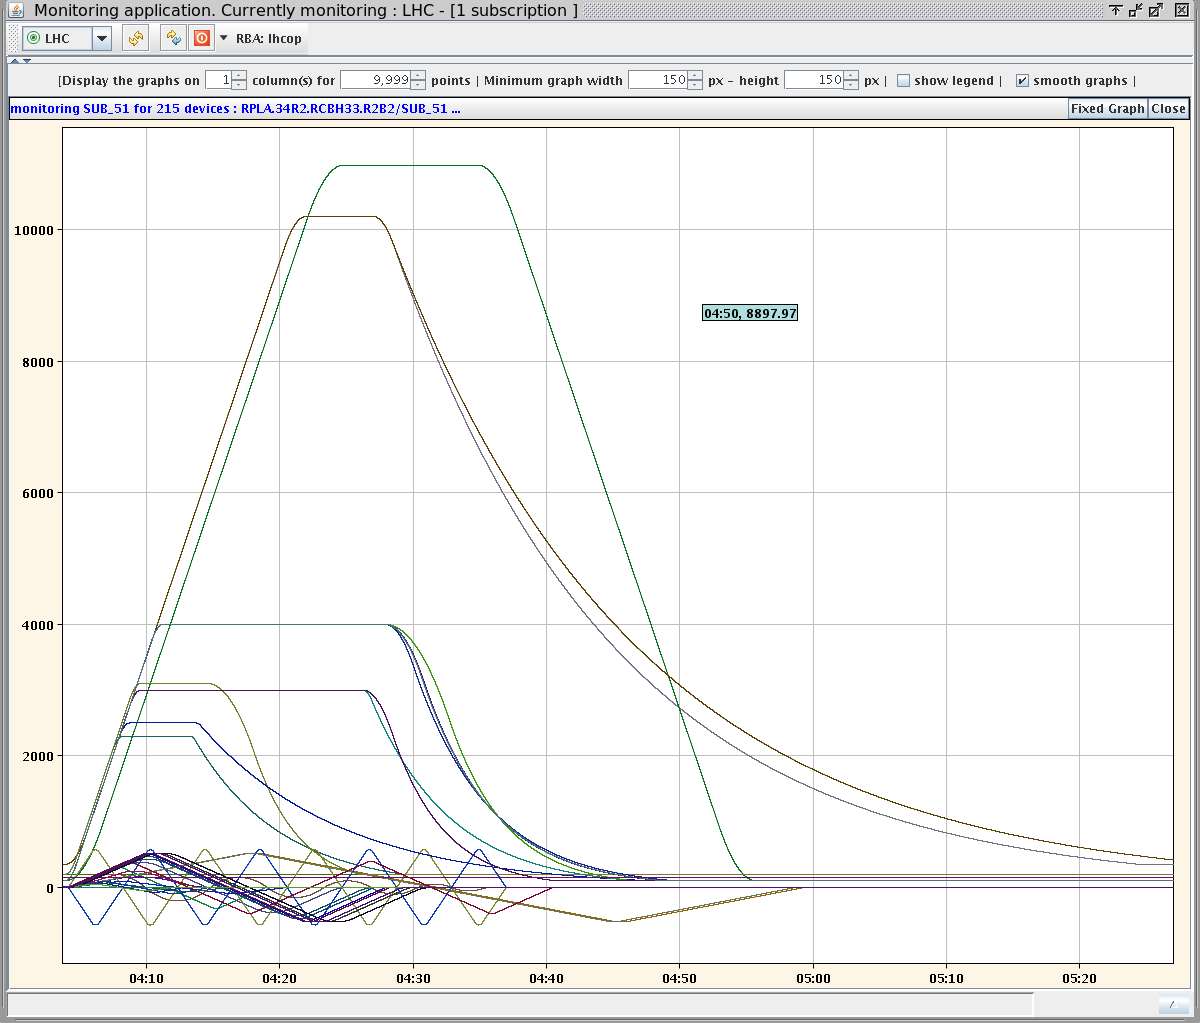 Monitoring application. Currently monitoring : LHC - [1 subscription ]
LHC RBA: lhcop
[Display the graphs on 1 column(s) for 9,999 points | Minimum graph width 150 px - height 150 px | show legend | smooth graphs |
monitoring SUB_51 for 215 devices : RPLA.34R2.RCBH33.R2B2/SUB_51 ... Fixed Graph Close
10000
04:50, 8897.97
8000
6000
4000
2000
0
04:10 04:20 04:30 04:40 04:50 05:00 05:10 05:20